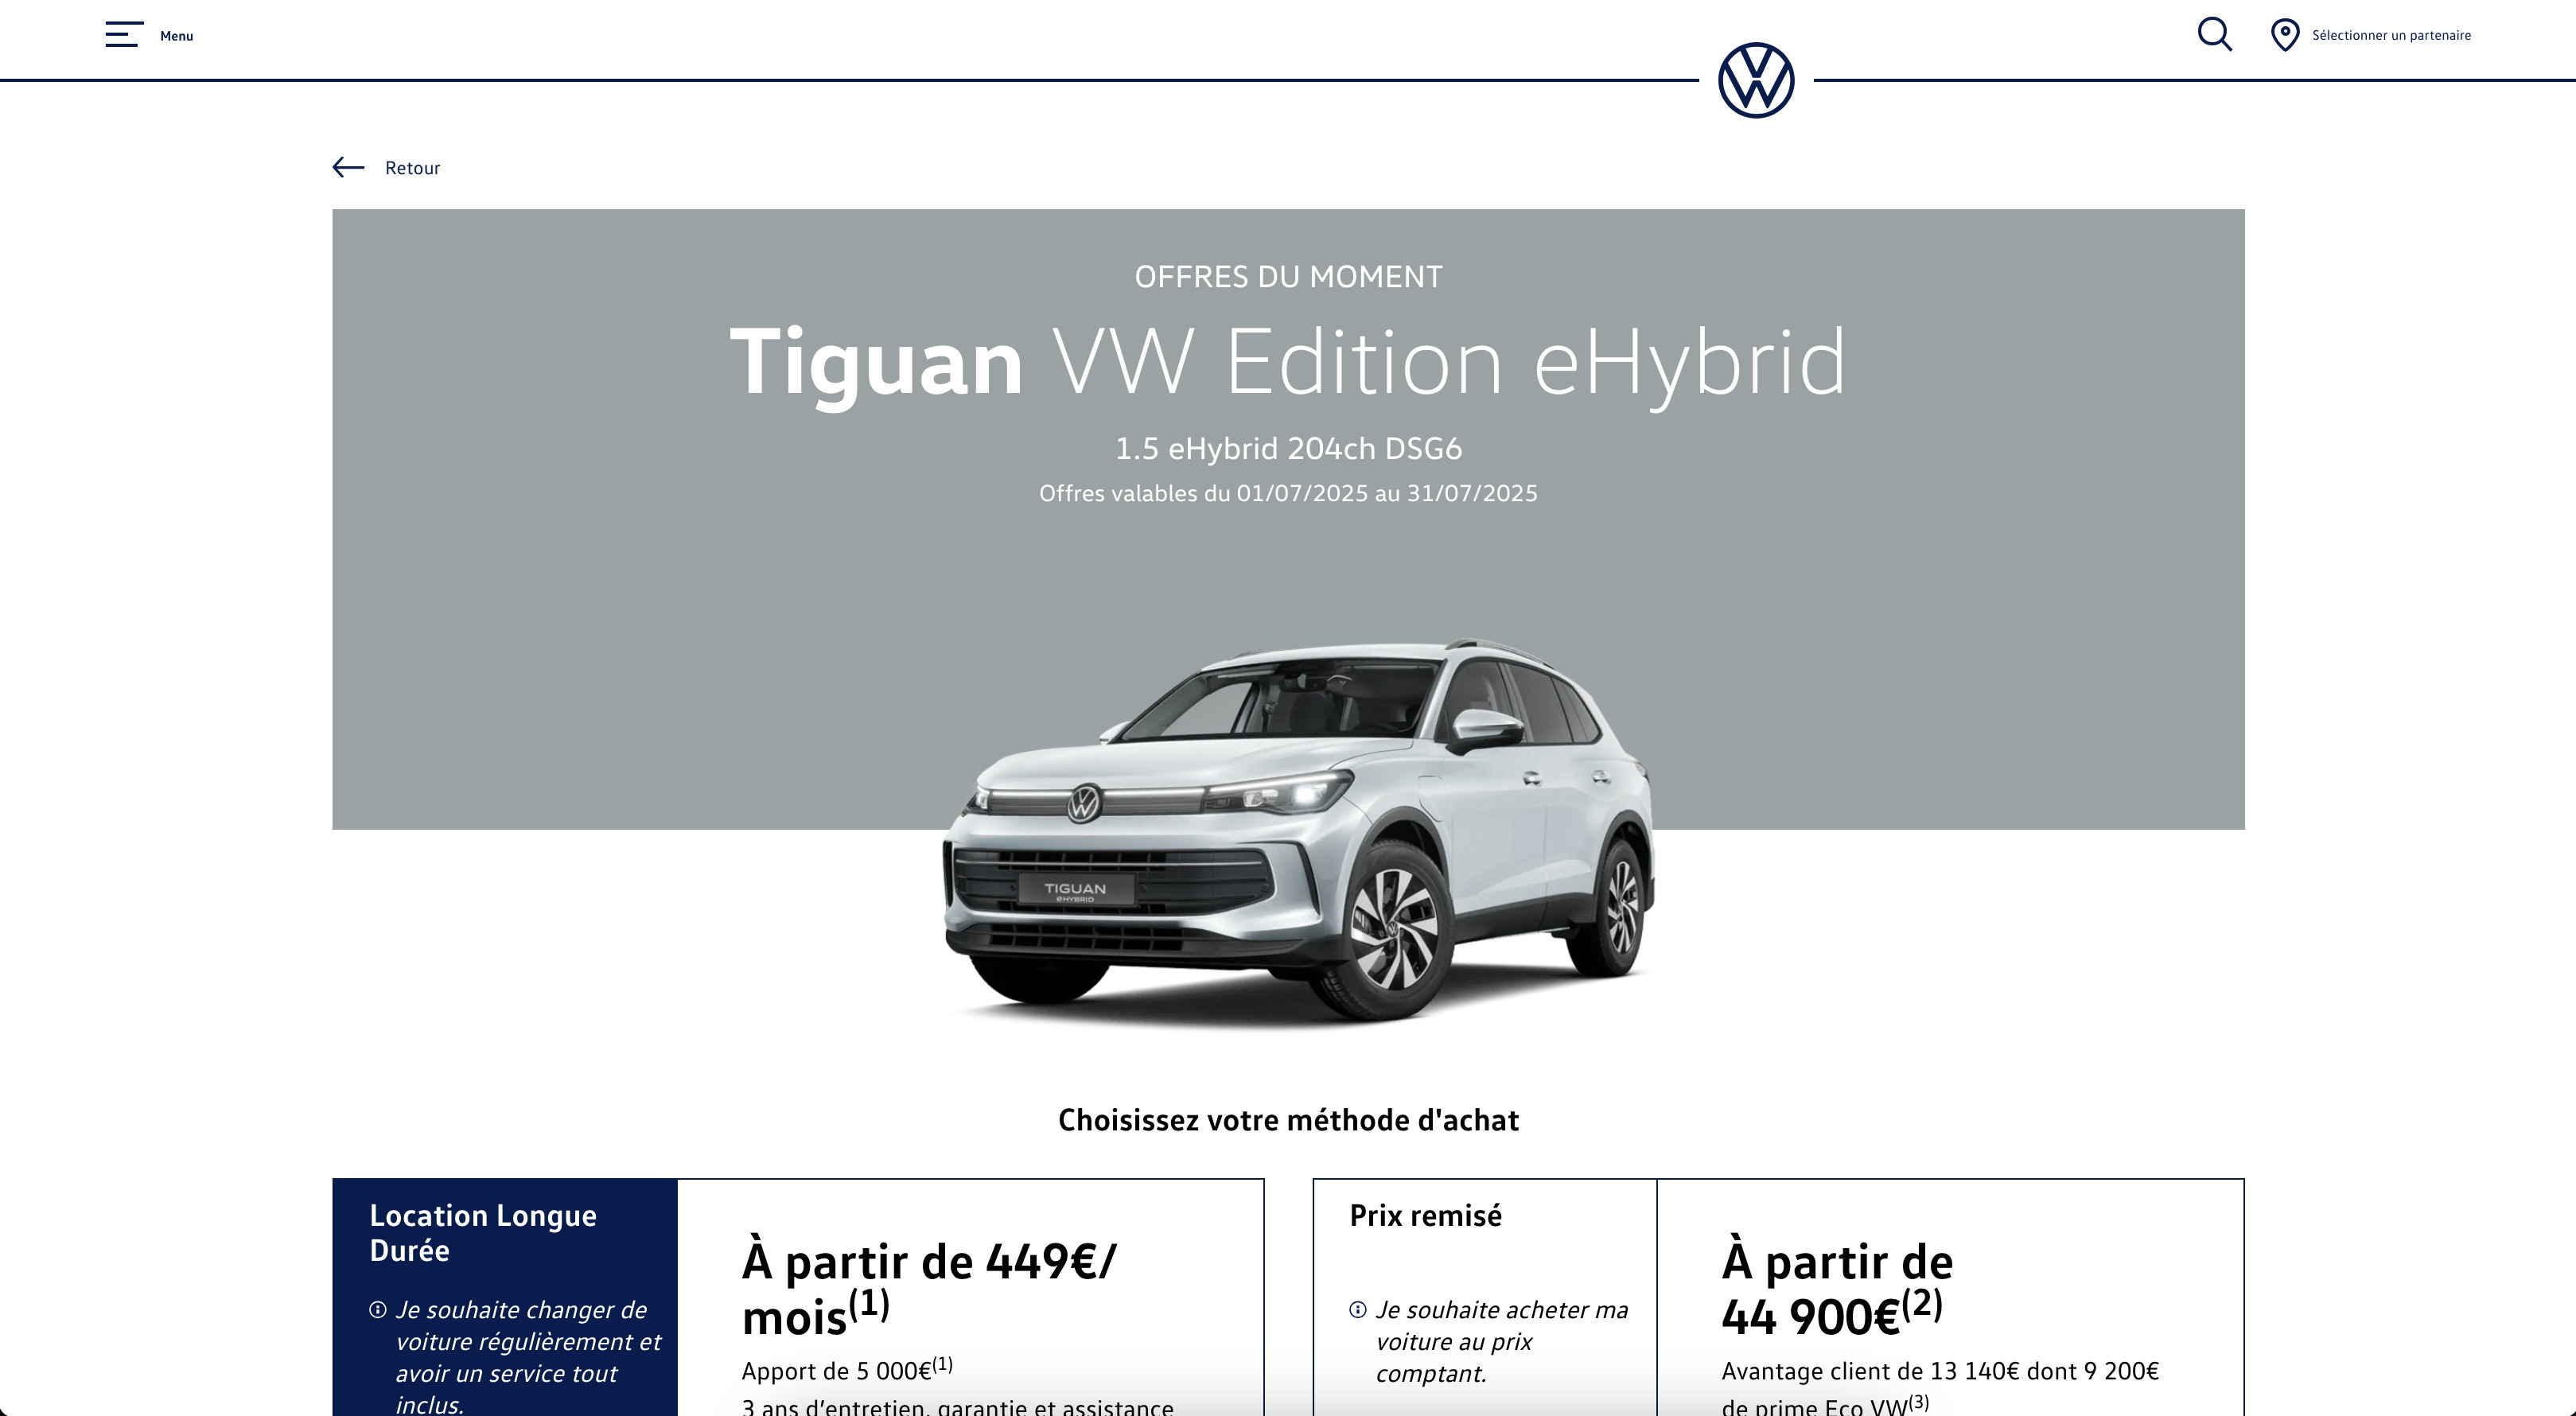 Menu
Sélectionner un partenaire
Retour
OFFRES DU MOMENT
Tiguan VW Edition eHybrid
1.5 eHybrid 204ch DSG6
Offres valables du 01/07/2025 au 31/07/2025
TIGUAN
eHYBRID
Choisissez votre méthode d'achat
Location Longue
Durée
Je souhaite changer de
voiture régulièrement et
avoir un service tout
inclus.
À partir de 449€/
mois(1)
Apport de 5 000€(1)
3 ans d’entretien, garantie et assistance
Prix remisé
Je souhaite acheter ma
voiture au prix
comptant.
À partir de
44 900€(2)
Avantage client de 13 140€ dont 9 200€
de prime Eco VW(3)